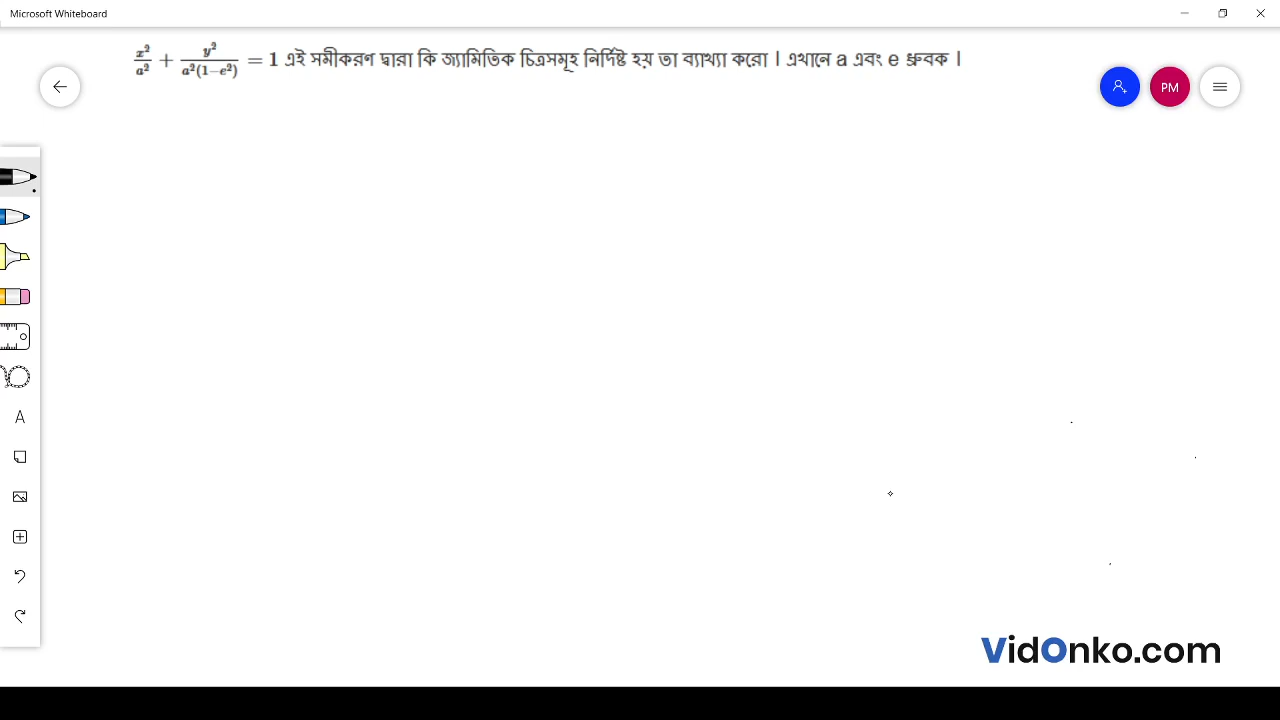 Microsoft Whiteboard
x²/a² + y²/a²(1−e²) = 1 এই সমীকরণ দ্বারা কি জ্যামিতিক চিত্রসমূহ নির্দিষ্ট হয় তা ব্যাখ্যা করো । এখানে a এবং e ধ্রুবক ।
PM
A
VidOnko.com